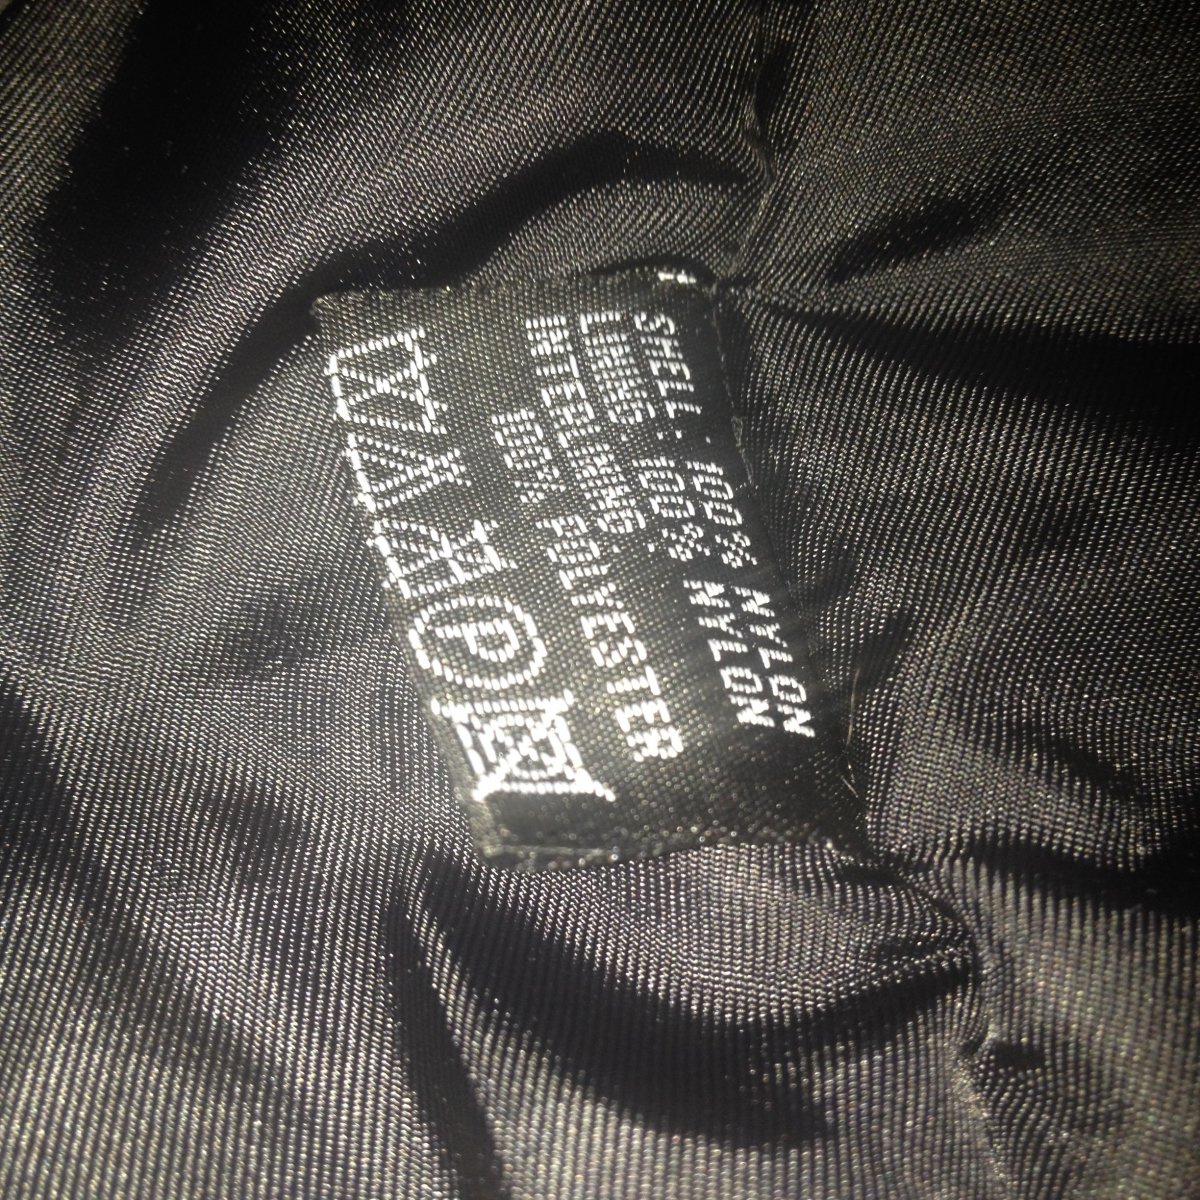 SHELL: 100% NYLON
LINING: 100% NYLON
INTERLINING:
100% POLYESTER
P